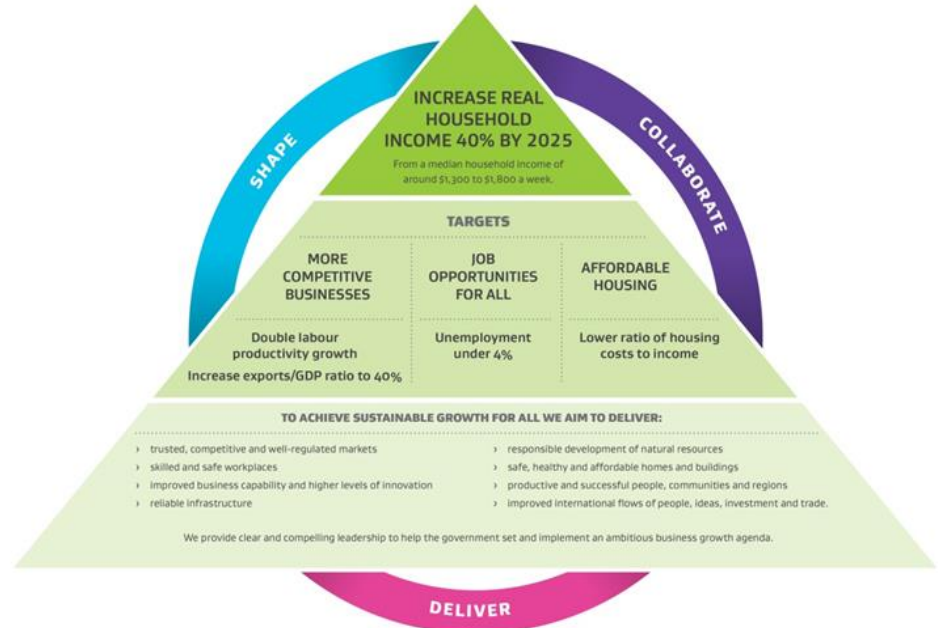 SHAPE
COLLABORATE
INCREASE REAL
HOUSEHOLD
INCOME 40% BY 2025
From a median household income of
around $1,300 to $1,800 a week.
TARGETS
MORE
COMPETITIVE
BUSINESSES
Double labour
productivity growth
Increase exports/GDP ratio to 40%
JOB
OPPORTUNITIES
FOR ALL
Unemployment
under 4%
AFFORDABLE
HOUSING
Lower ratio of housing
costs to income
TO ACHIEVE SUSTAINABLE GROWTH FOR ALL WE AIM TO DELIVER:
› trusted, competitive and well-regulated markets
› skilled and safe workplaces
› improved business capability and higher levels of innovation
› reliable infrastructure
› responsible development of natural resources
› safe, healthy and affordable homes and buildings
› productive and successful people, communities and regions
› improved international flows of people, ideas, investment and trade.
We provide clear and compelling leadership to help the government set and implement an ambitious business growth agenda.
DELIVER